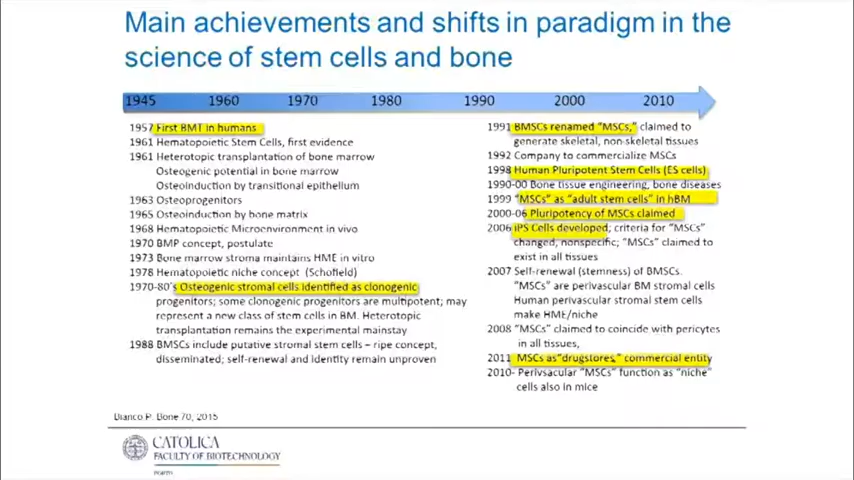 Main achievements and shifts in paradigm in the
science of stem cells and bone
1945 1960 1970 1980 1990 2000 2010
1957 First BMT in humans
1961 Hematopoietic Stem Cells, first evidence
1961 Heterotopic transplantation of bone marrow
Osteogenic potential in bone marrow
Osteoinduction by transitional epithelium
1963 Osteoprogenitors
1965 Osteoinduction by bone matrix
1968 Hematopoietic Microenvironment in vivo
1970 BMP concept, postulate
1973 Bone marrow stroma maintains HME in vitro
1978 Hematopoietic niche concept (Schofield)
1970-80's Osteogenic stromal cells identified as clonogenic
progenitors; some clonogenic progenitors are multipotent; may
represent a new class of stem cells in BM. Heterotopic
transplantation remains the experimental mainstay
1988 BMSCs include putative stromal stem cells – ripe concept,
disseminated; self-renewal and identity remain unproven
1991 BMSCs renamed "MSCs," claimed to
generate skeletal, non-skeletal tissues
1992 Company to commercialize MSCs
1998 Human Pluripotent Stem Cells (ES cells)
1990-00 Bone tissue engineering, bone diseases
1999 "MSCs" as "adult stem cells" in hBM
2000-06 Pluripotency of MSCs claimed
2006 iPS Cells developed; criteria for "MSCs"
changed, nonspecific; "MSCs" claimed to
exist in all tissues
2007 Self-renewal (stemness) of BMSCs.
"MSCs" are perivascular BM stromal cells
Human perivascular stromal stem cells
make HME/niche
2008 "MSCs" claimed to coincide with pericytes
in all tissues,
2011 MSCs as"drugstores," commercial entity
2010- Perivsacular "MSCs" function as "niche"
cells also in mice
Bianco P. Bone 70, 2015
CATOLICA
FACULTY OF BIOTECHNOLOGY
PORTO